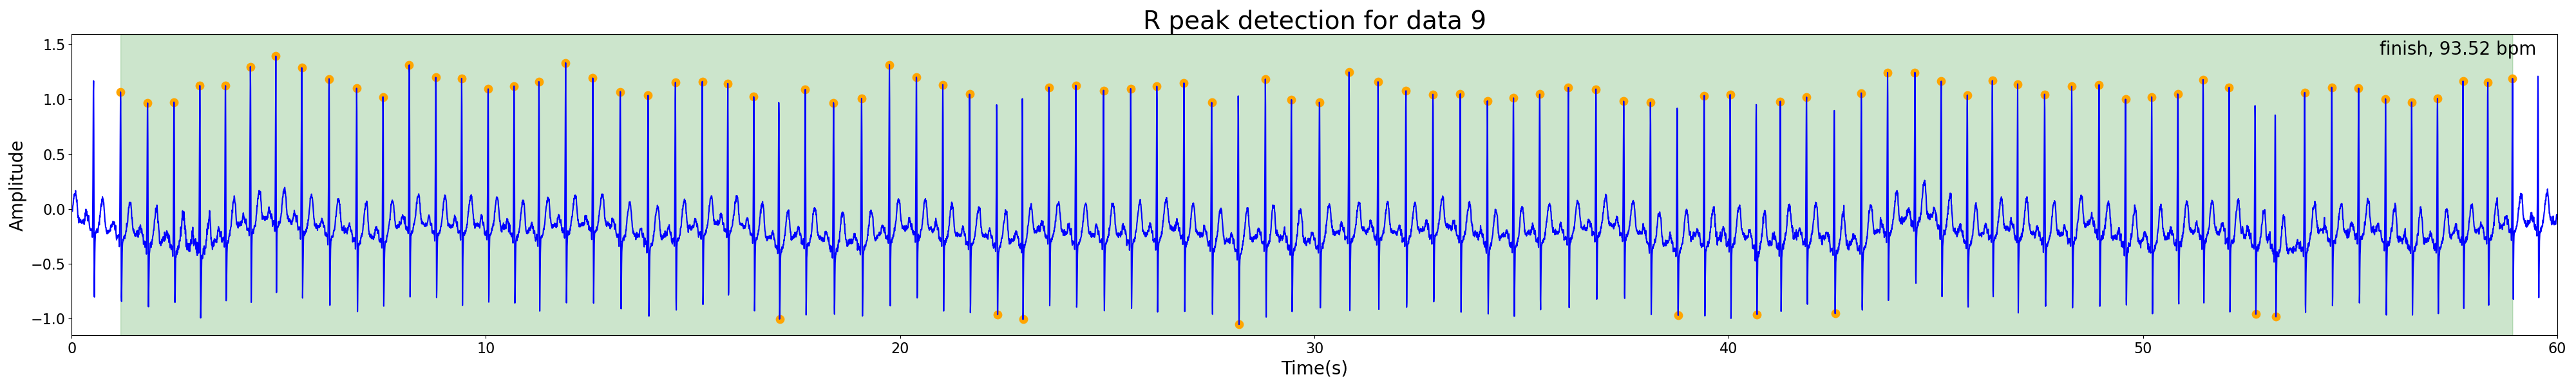 R peak detection for data 9
finish, 93.52 bpm
Amplitude
1.5
1.0
0.5
0.0
−0.5
−1.0
0 10 20 30 40 50 60
Time(s)